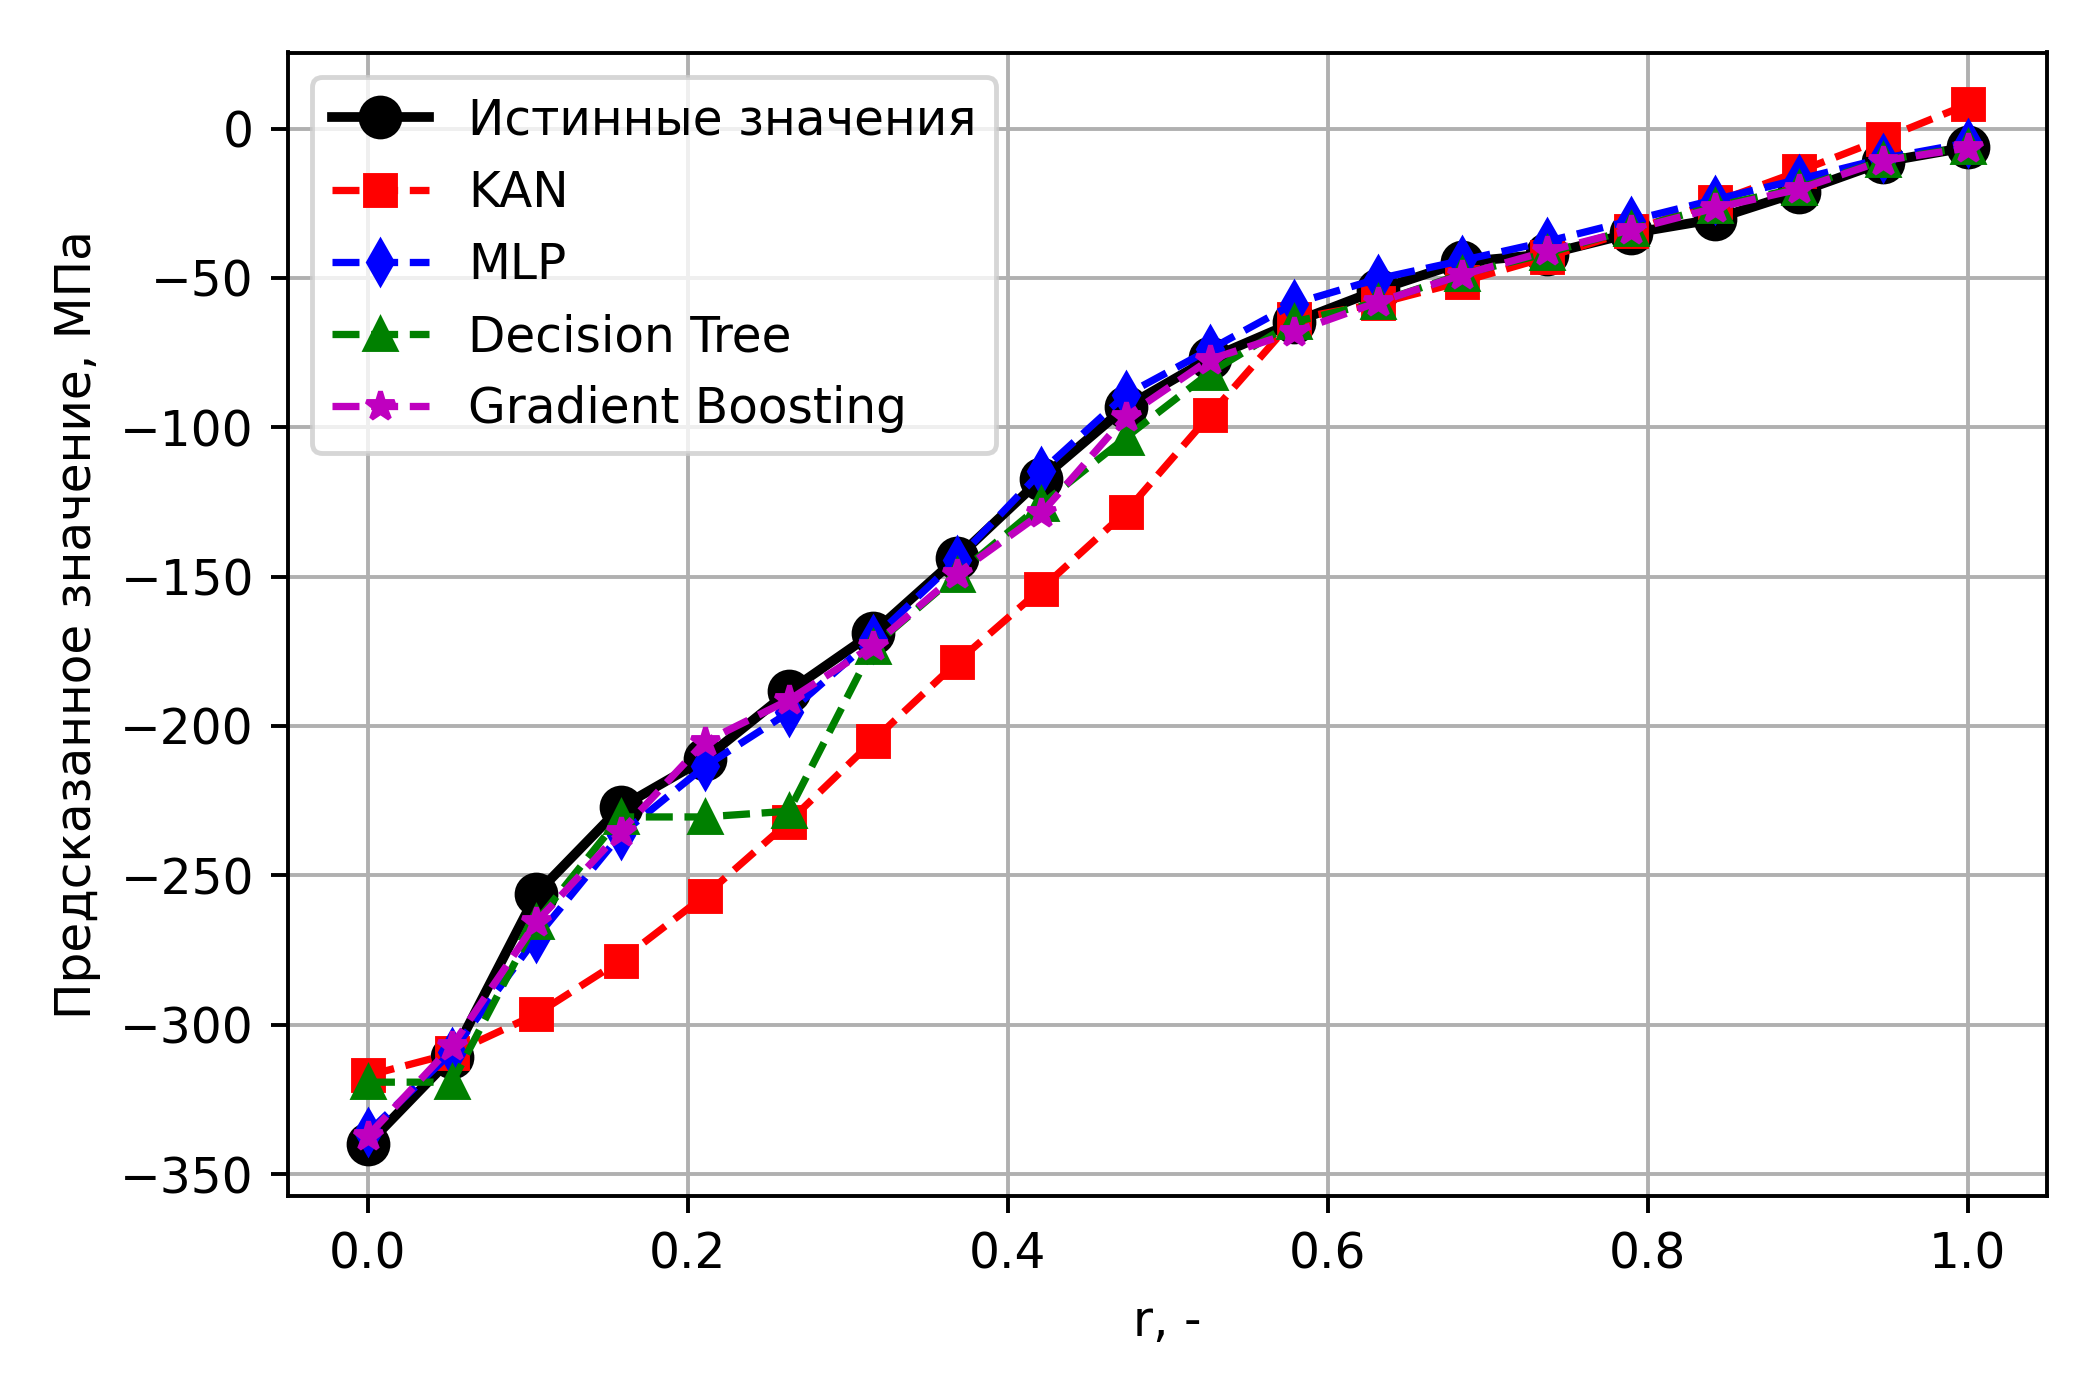 Истинные значения
KAN
MLP
Decision Tree
Gradient Boosting
Предсказанное значение, МПа
0
−50
−100
−150
−200
−250
−300
−350
0.0 0.2 0.4 0.6 0.8 1.0
r, -